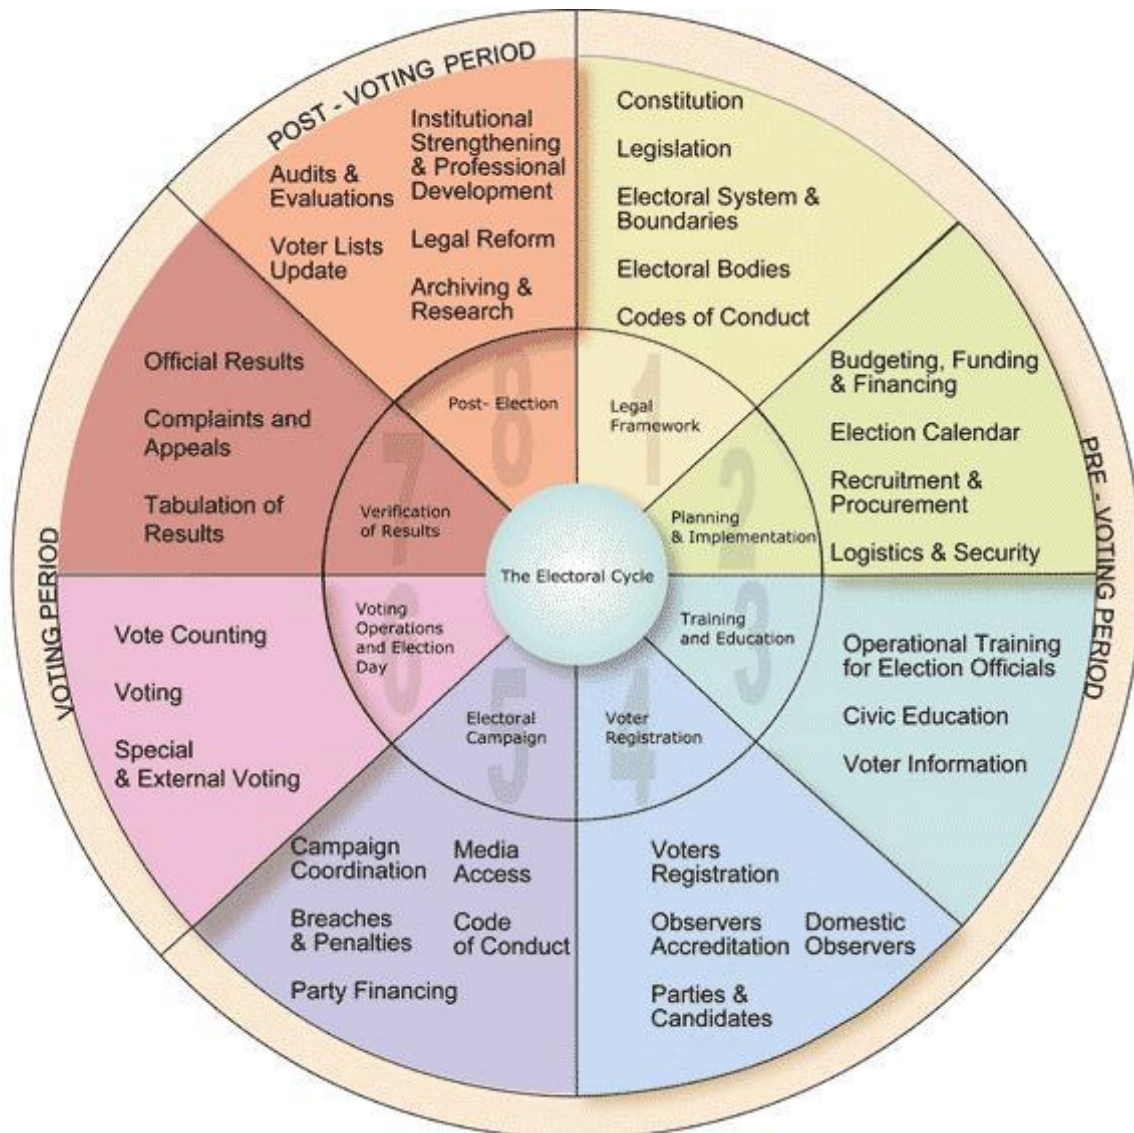 POST - VOTING PERIOD
PRE - VOTING PERIOD
VOTING PERIOD
The Electoral Cycle
1
Legal
Framework
Constitution
Legislation
Electoral System &
Boundaries
Electoral Bodies
Codes of Conduct
2
Planning
& Implementation
Budgeting, Funding
& Financing
Election Calendar
Recruitment &
Procurement
Logistics & Security
3
Training
and Education
Operational Training
for Election Officials
Civic Education
Voter Information
4
Voter
Registration
Voters
Registration
Observers
Accreditation
Domestic
Observers
Parties &
Candidates
5
Electoral
Campaign
Campaign
Coordination
Media
Access
Breaches
& Penalties
Code
of Conduct
Party Financing
6
Voting
Operations
and Election
Day
Vote Counting
Voting
Special
& External Voting
7
Verification
of Results
Official Results
Complaints and
Appeals
Tabulation of
Results
8
Post- Election
Audits &
Evaluations
Voter Lists
Update
Institutional
Strengthening
& Professional
Development
Legal Reform
Archiving &
Research